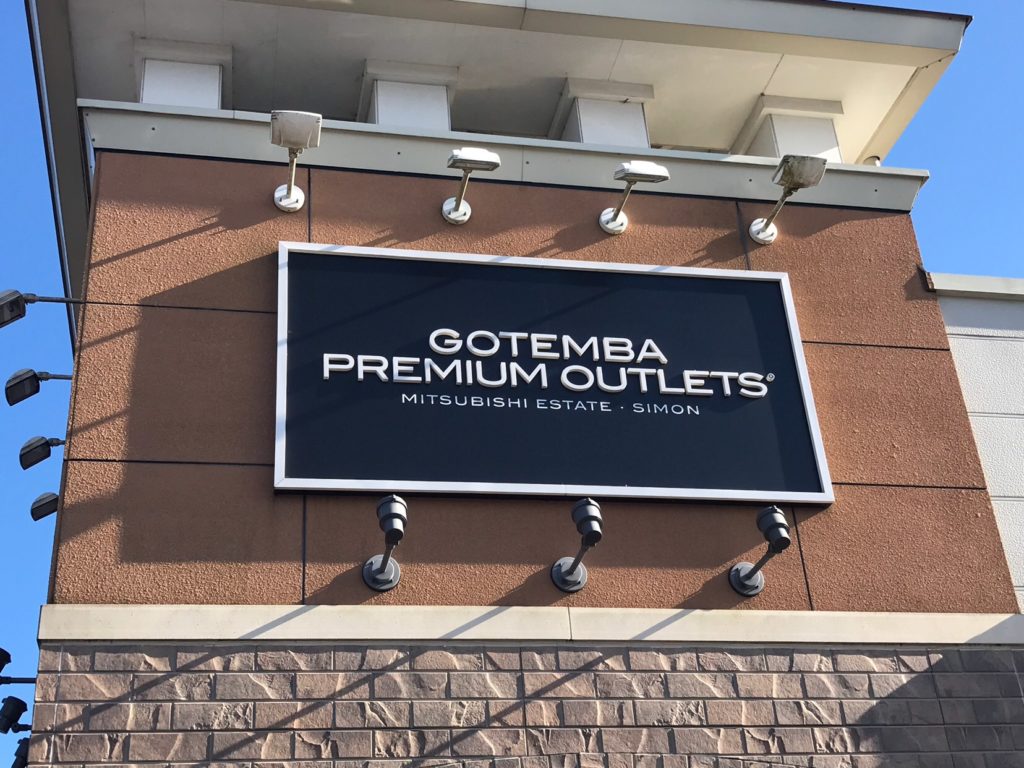 GOTEMBA
PREMIUM OUTLETS®
MITSUBISHI ESTATE · SIMON